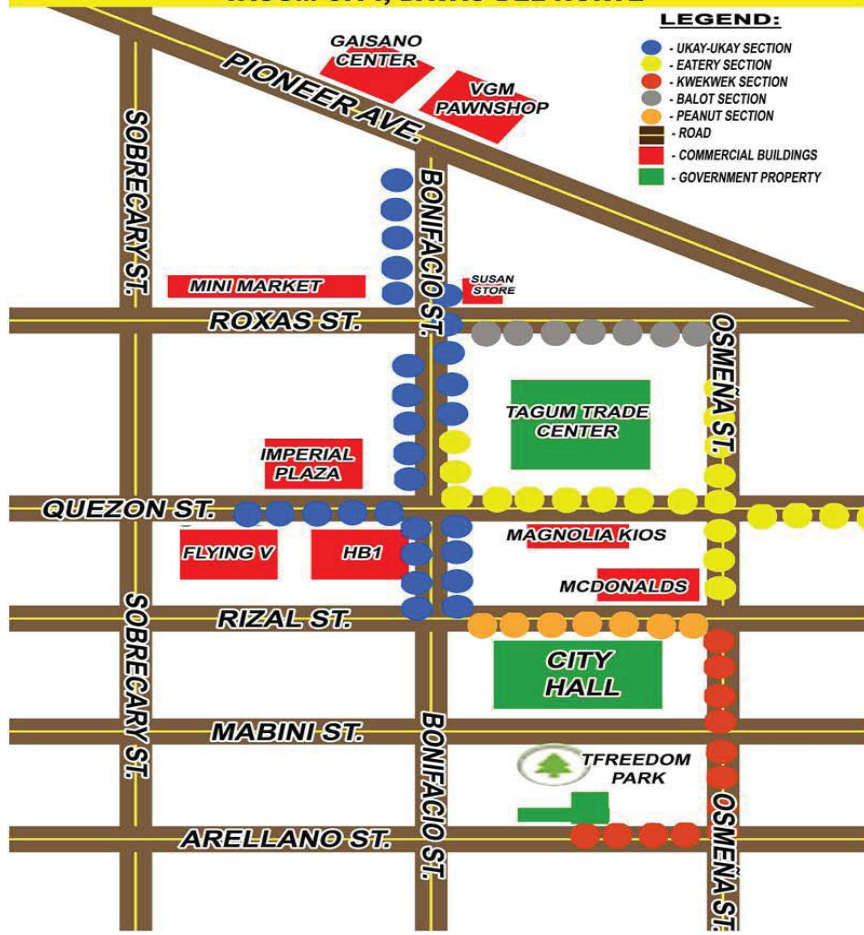 LEGEND:
- UKAY-UKAY SECTION
- EATERY SECTION
- KWEKWEK SECTION
- BALOT SECTION
- PEANUT SECTION
- ROAD
- COMMERCIAL BUILDINGS
- GOVERNMENT PROPERTY
GAISANO
CENTER
PIONEER AVE.
VGM
PAWNSHOP
SOBRECARY ST.
BONIFACIO ST.
MINI MARKET
SUSAN
STORE
ROXAS ST.
OSMEÑA ST.
TAGUM TRADE
CENTER
IMPERIAL
PLAZA
QUEZON ST.
FLYING V
HB1
MAGNOLIA KIOS
MCDONALDS
RIZAL ST.
SOBRECARY ST.
CITY
HALL
MABINI ST.
BONIFACIO ST.
TFREEDOM
PARK
OSMEÑA ST.
ARELLANO ST.